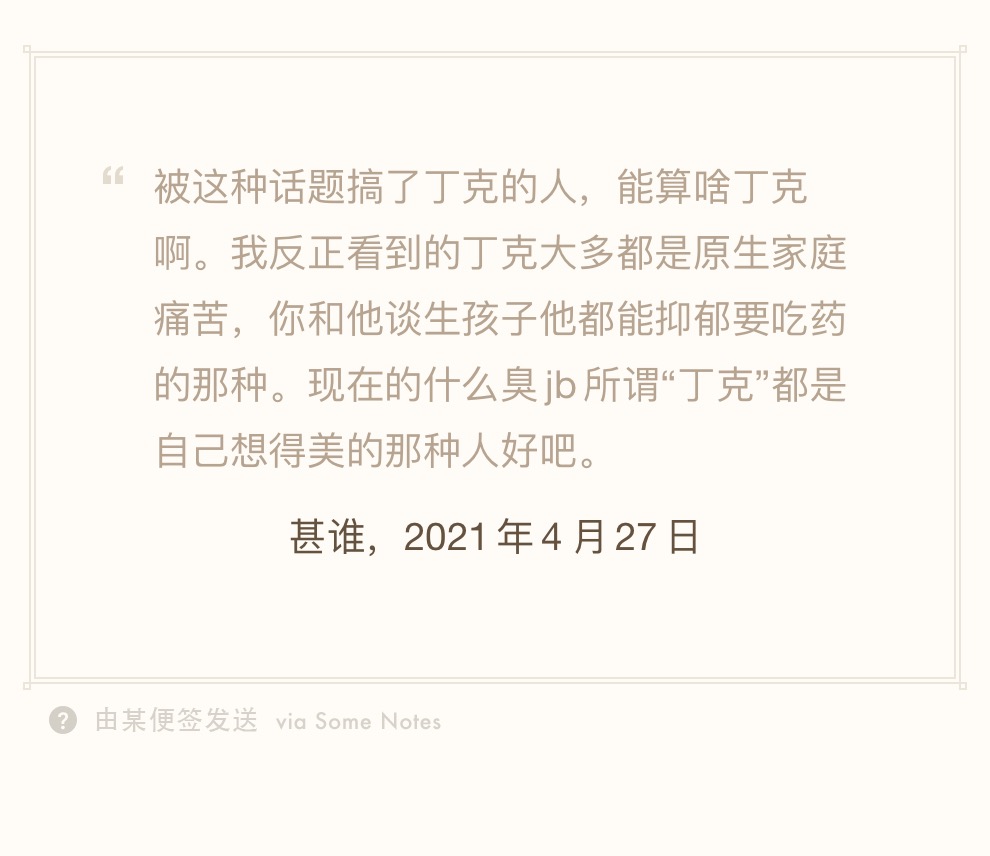 “ 被这种话题搞了丁克的人，能算啥丁克
啊。我反正看到的丁克大多都是原生家庭
痛苦，你和他谈生孩子他都能抑郁要吃药
的那种。现在的什么臭 jb 所谓“丁克”都是
自己想得美的那种人好吧。
甚谁，2021 年 4 月 27 日
由某便签发送 via Some Notes